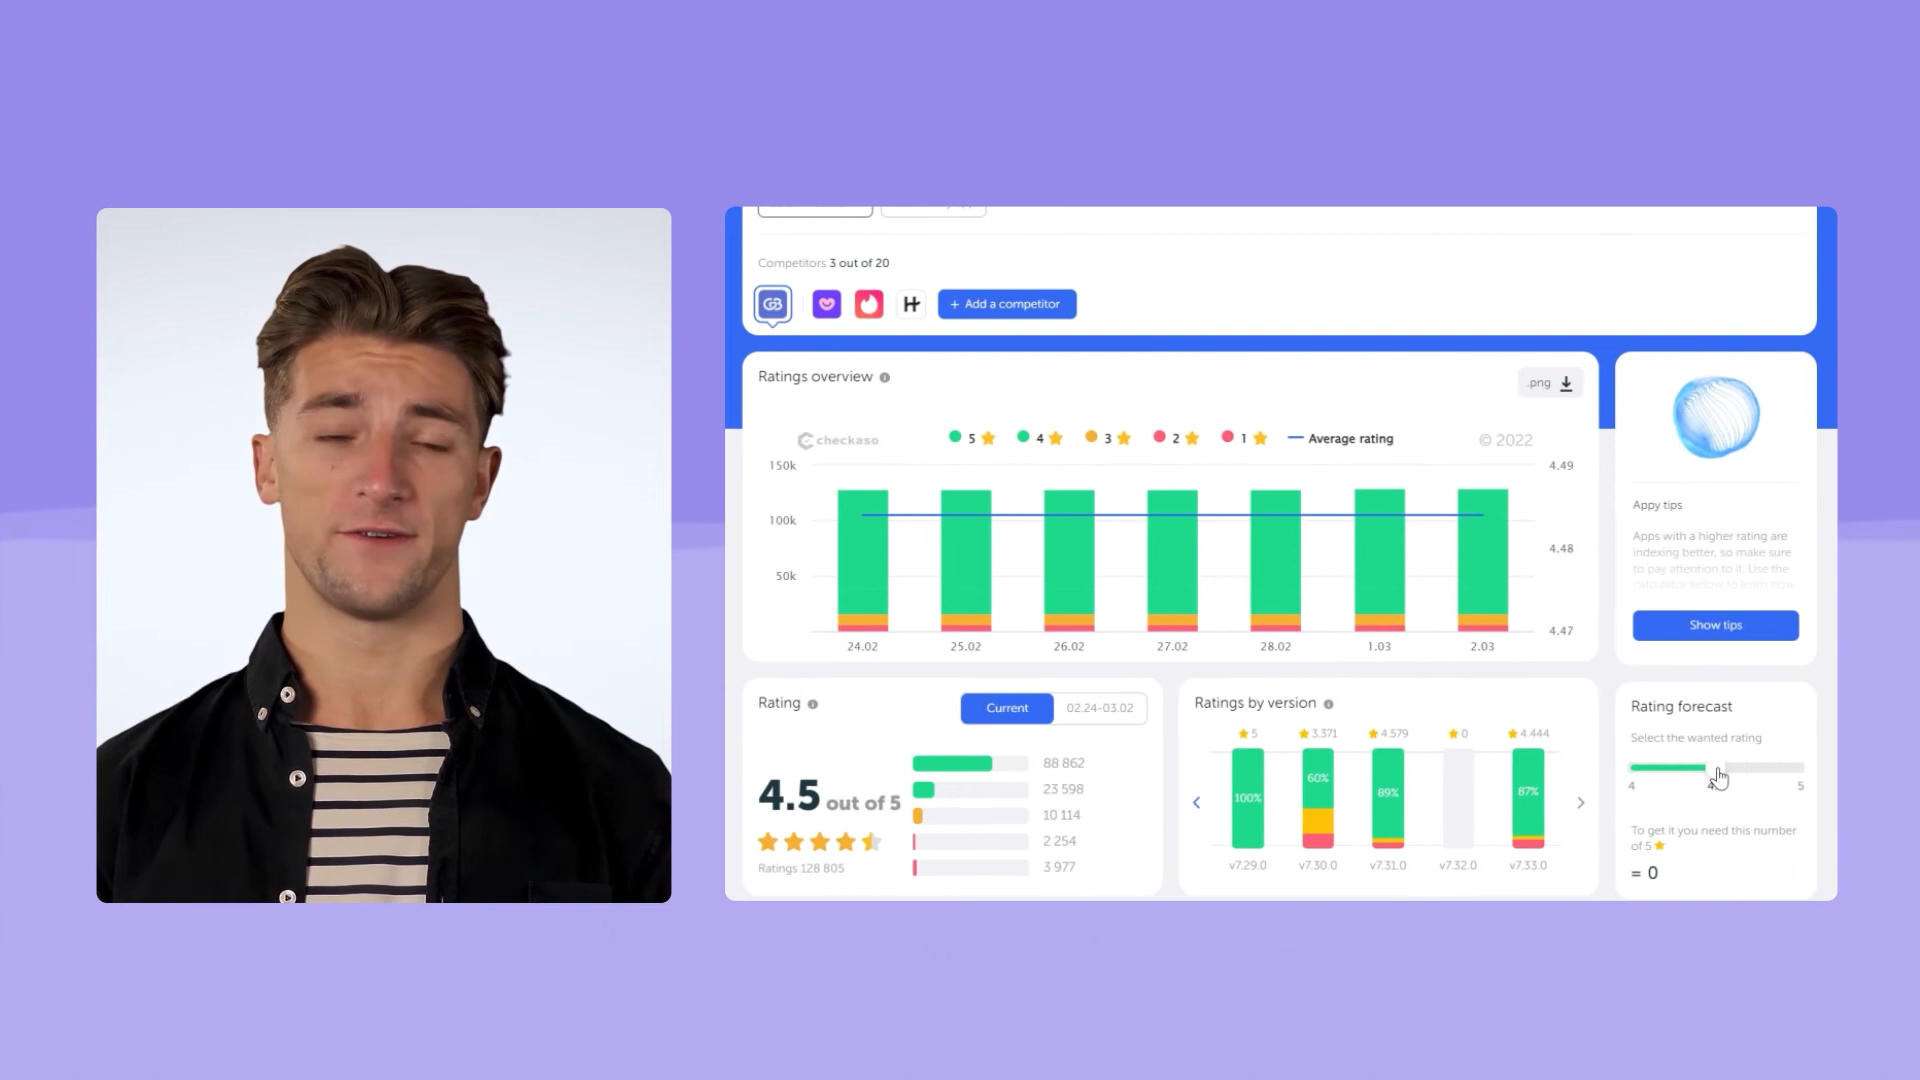 Competitors 3 out of 20
GB
H
+ Add a competitor
Ratings overview
.png
checkaso
5
4
3
2
1
Average rating
© 2022
150k
100k
50k
4.49
4.48
4.47
24.02
25.02
26.02
27.02
28.02
1.03
2.03
Appy tips
Apps with a higher rating are
indexing better, so make sure
to pay attention to it. Use the
calculator below to learn how
Show tips
Rating
Current
02.24-03.02
4.5 out of 5
Ratings 128 805
88 862
23 598
10 114
2 254
3 977
Ratings by version
5
3.371
4.579
0
4.444
100%
60%
89%
87%
v7.29.0
v7.30.0
v7.31.0
v7.32.0
v7.33.0
Rating forecast
Select the wanted rating
4
5
To get it you need this number
of 5
= 0